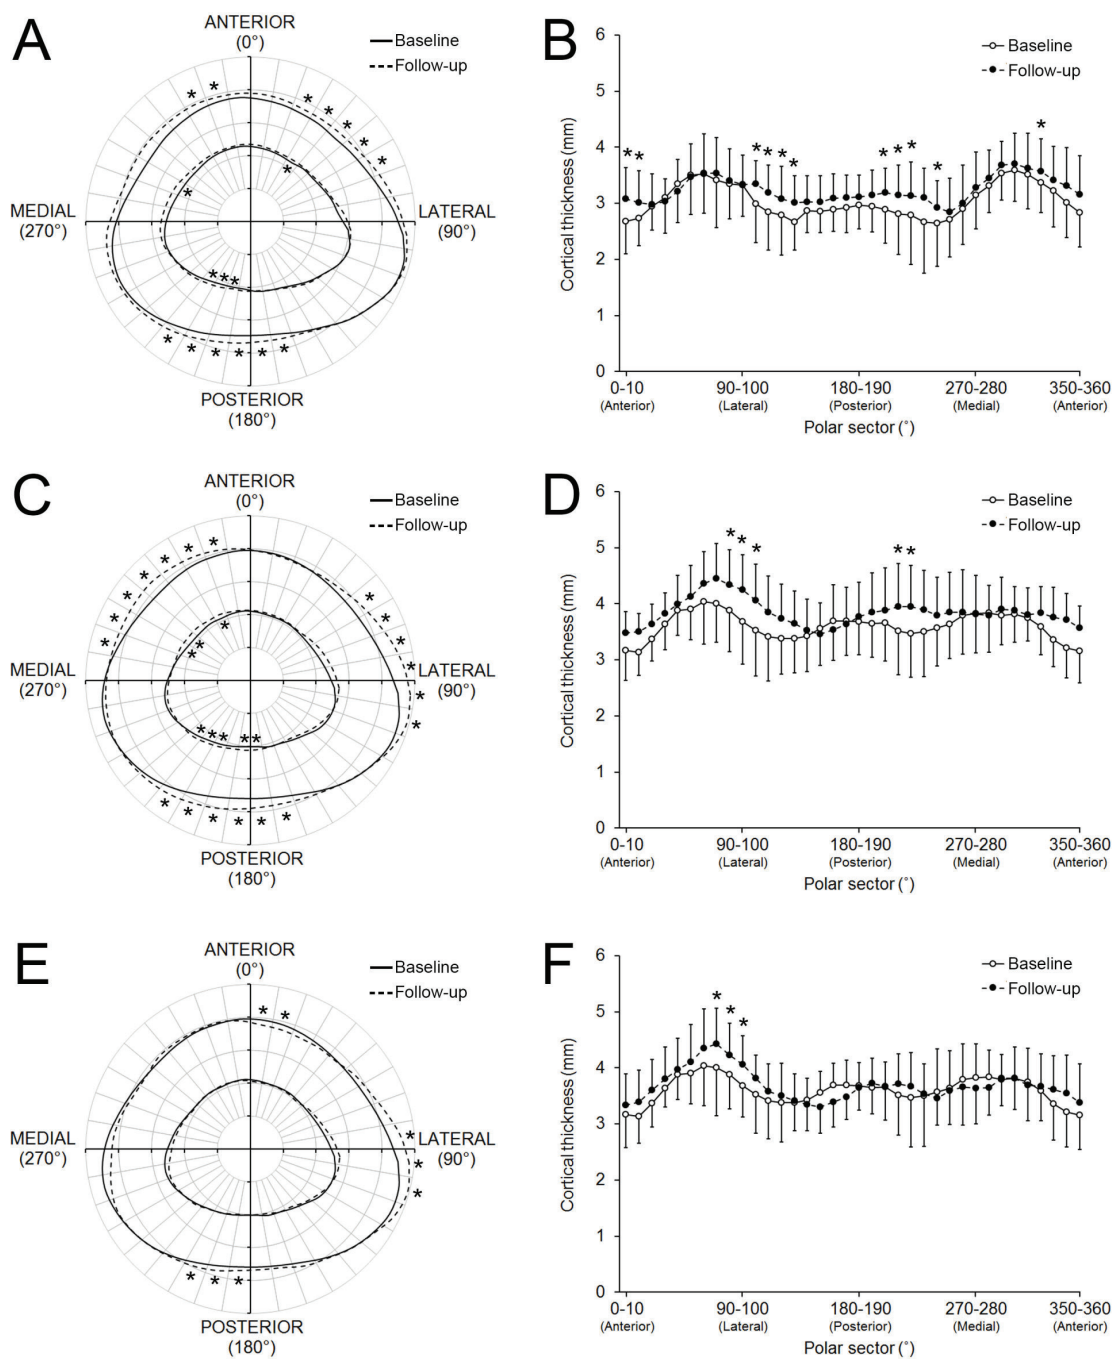 A
ANTERIOR
(0°)
Baseline
Follow-up
MEDIAL
(270°)
LATERAL
(90°)
POSTERIOR
(180°)
B
Baseline
Follow-up
Cortical thickness (mm)
6
5
4
3
2
1
0
0-10 90-100 180-190 270-280 350-360
(Anterior) (Lateral) (Posterior) (Medial) (Anterior)
Polar sector (°)
C
ANTERIOR
(0°)
Baseline
Follow-up
MEDIAL
(270°)
LATERAL
(90°)
POSTERIOR
(180°)
D
Baseline
Follow-up
Cortical thickness (mm)
6
5
4
3
2
1
0
0-10 90-100 180-190 270-280 350-360
(Anterior) (Lateral) (Posterior) (Medial) (Anterior)
Polar sector (°)
E
ANTERIOR
(0°)
Baseline
Follow-up
MEDIAL
(270°)
LATERAL
(90°)
POSTERIOR
(180°)
F
Baseline
Follow-up
Cortical thickness (mm)
6
5
4
3
2
1
0
0-10 90-100 180-190 270-280 350-360
(Anterior) (Lateral) (Posterior) (Medial) (Anterior)
Polar sector (°)